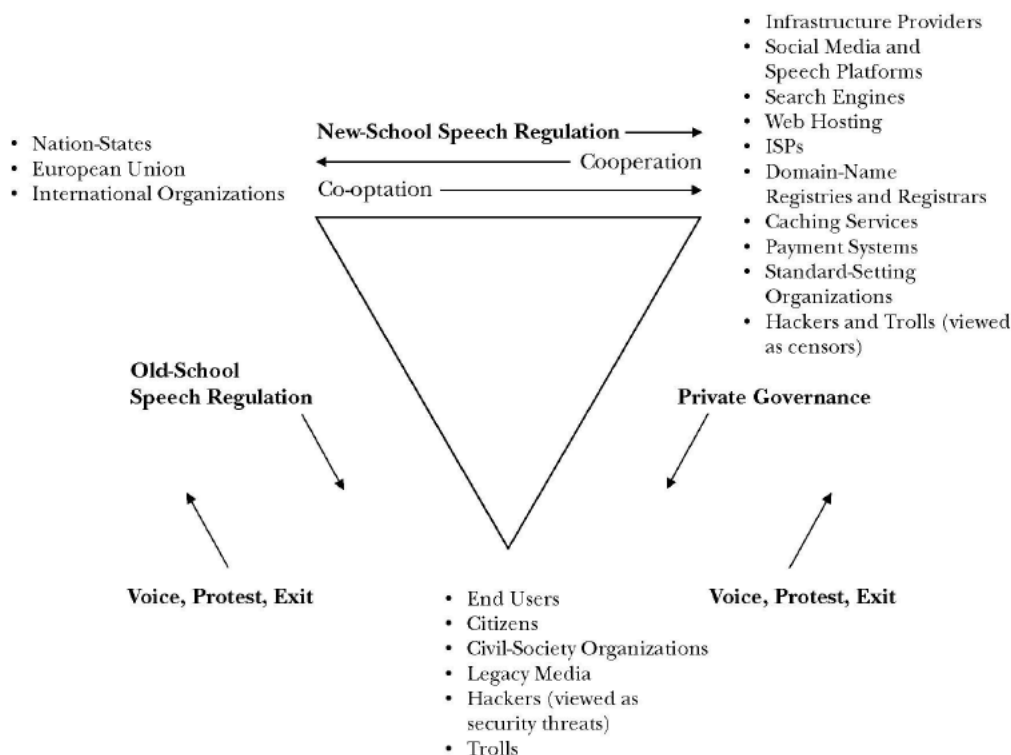 • Infrastructure Providers
• Social Media and
Speech Platforms
• Search Engines
• Web Hosting
• ISPs
• Domain-Name
Registries and Registrars
• Caching Services
• Payment Systems
• Standard-Setting
Organizations
• Hackers and Trolls (viewed
as censors)
New-School Speech Regulation
Cooperation
Co-optation
• Nation-States
• European Union
• International Organizations
Old-School
Speech Regulation
Private Governance
Voice, Protest, Exit
Voice, Protest, Exit
• End Users
• Citizens
• Civil-Society Organizations
• Legacy Media
• Hackers (viewed as
security threats)
• Trolls